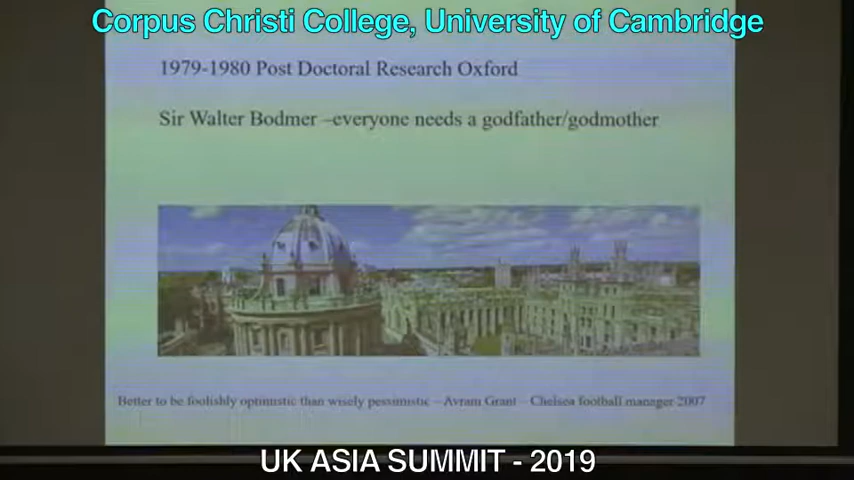 Corpus Christi College, University of Cambridge
1979-1980 Post Doctoral Research Oxford
Sir Walter Bodmer –everyone needs a godfather/godmother
Better to be foolishly optimistic than wisely pessimistic – Avram Grant – Chelsea football manager 2007
UK ASIA SUMMIT - 2019